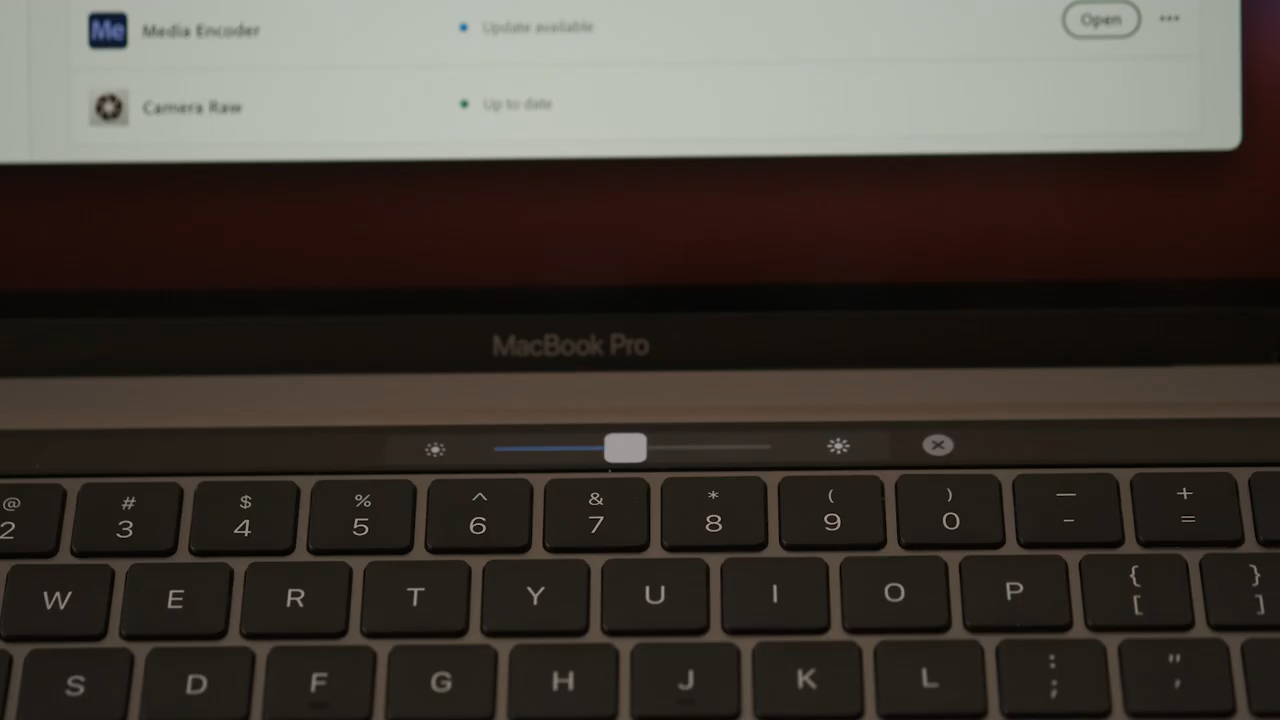 Me Media Encoder Update available Open
Camera Raw Up to date
MacBook Pro
@ # $ % ^ & * ( ) — +
2 3 4 5 6 7 8 9 0 - =
W E R T Y U I O P { }
[ ]
S D F G H J K L : "
; '